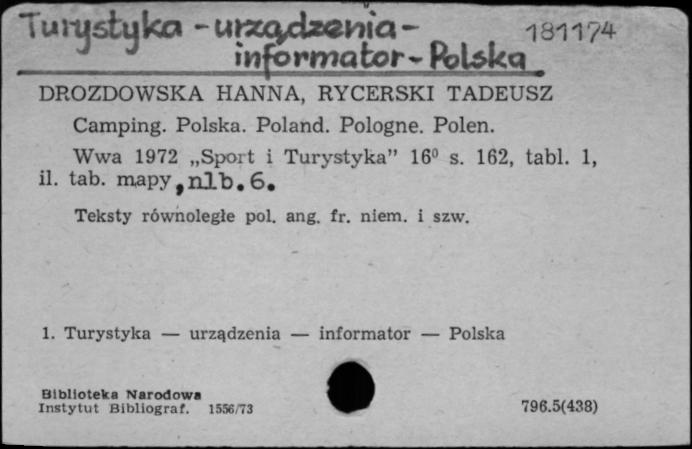 Turystyka - urządzenia - 181174
informator - Polska
DROZDOWSKA HANNA, RYCERSKI TADEUSZ
Camping. Polska. Poland. Pologne. Polen.
Wwa 1972 „Sport i Turystyka” 16⁰ s. 162, tabl. 1,
il. tab. mapy, nlb. 6.
Teksty równoległe pol. ang. fr. niem. i szw.
1. Turystyka — urządzenia — informator — Polska
Biblioteka Narodowa
Instytut Bibliograf. 1556/73 796.5(438)